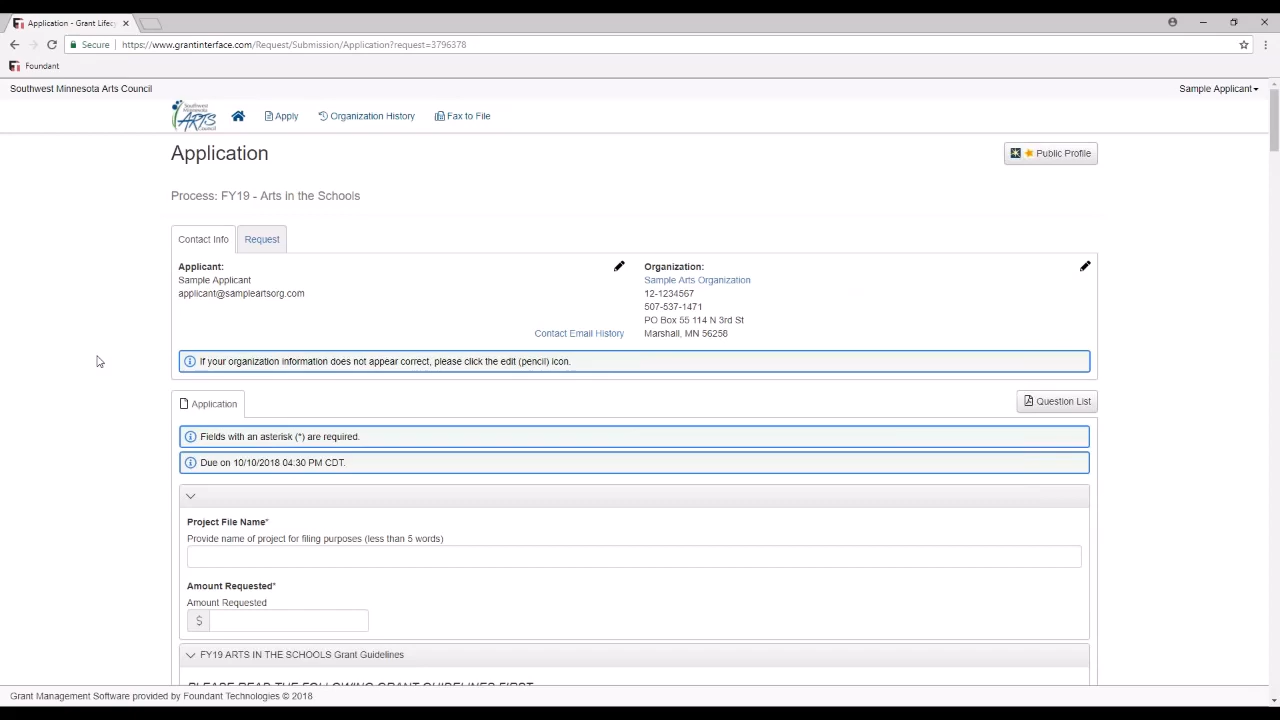 Application - Grant Lifec
Secure
https://www.grantinterface.com/Request/Submission/Application?request=3796378
Foundant
Southwest Minnesota Arts Council
Sample Applicant
Southwest
Minnesota
ARTS
Council
Apply
Organization History
Fax to File
Application
Public Profile
Process: FY19 - Arts in the Schools
Contact Info
Request
Applicant:
Sample Applicant
applicant@sampleartsorg.com
Contact Email History
Organization:
Sample Arts Organization
12-1234567
507-537-1471
PO Box 55 114 N 3rd St
Marshall, MN 56258
If your organization information does not appear correct, please click the edit (pencil) icon.
Application
Question List
Fields with an asterisk (*) are required.
Due on 10/10/2018 04:30 PM CDT.
Project File Name*
Provide name of project for filing purposes (less than 5 words)
Amount Requested*
Amount Requested
$
FY19 ARTS IN THE SCHOOLS Grant Guidelines
PLEASE READ THE FOLLOWING GRANT GUIDELINES FIRST
Grant Management Software provided by Foundant Technologies © 2018